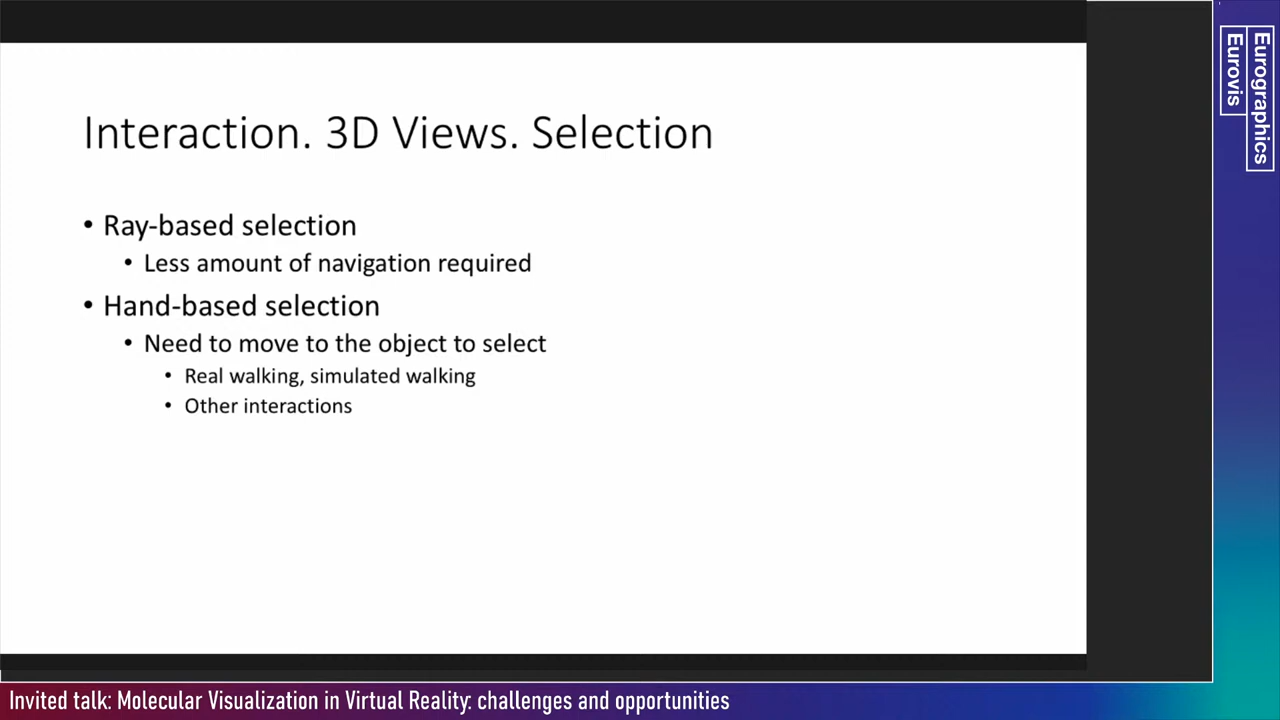 Interaction. 3D Views. Selection
• Ray-based selection
• Less amount of navigation required
• Hand-based selection
• Need to move to the object to select
• Real walking, simulated walking
• Other interactions
Eurographics
Eurovis
Invited talk: Molecular Visualization in Virtual Reality: challenges and opportunities